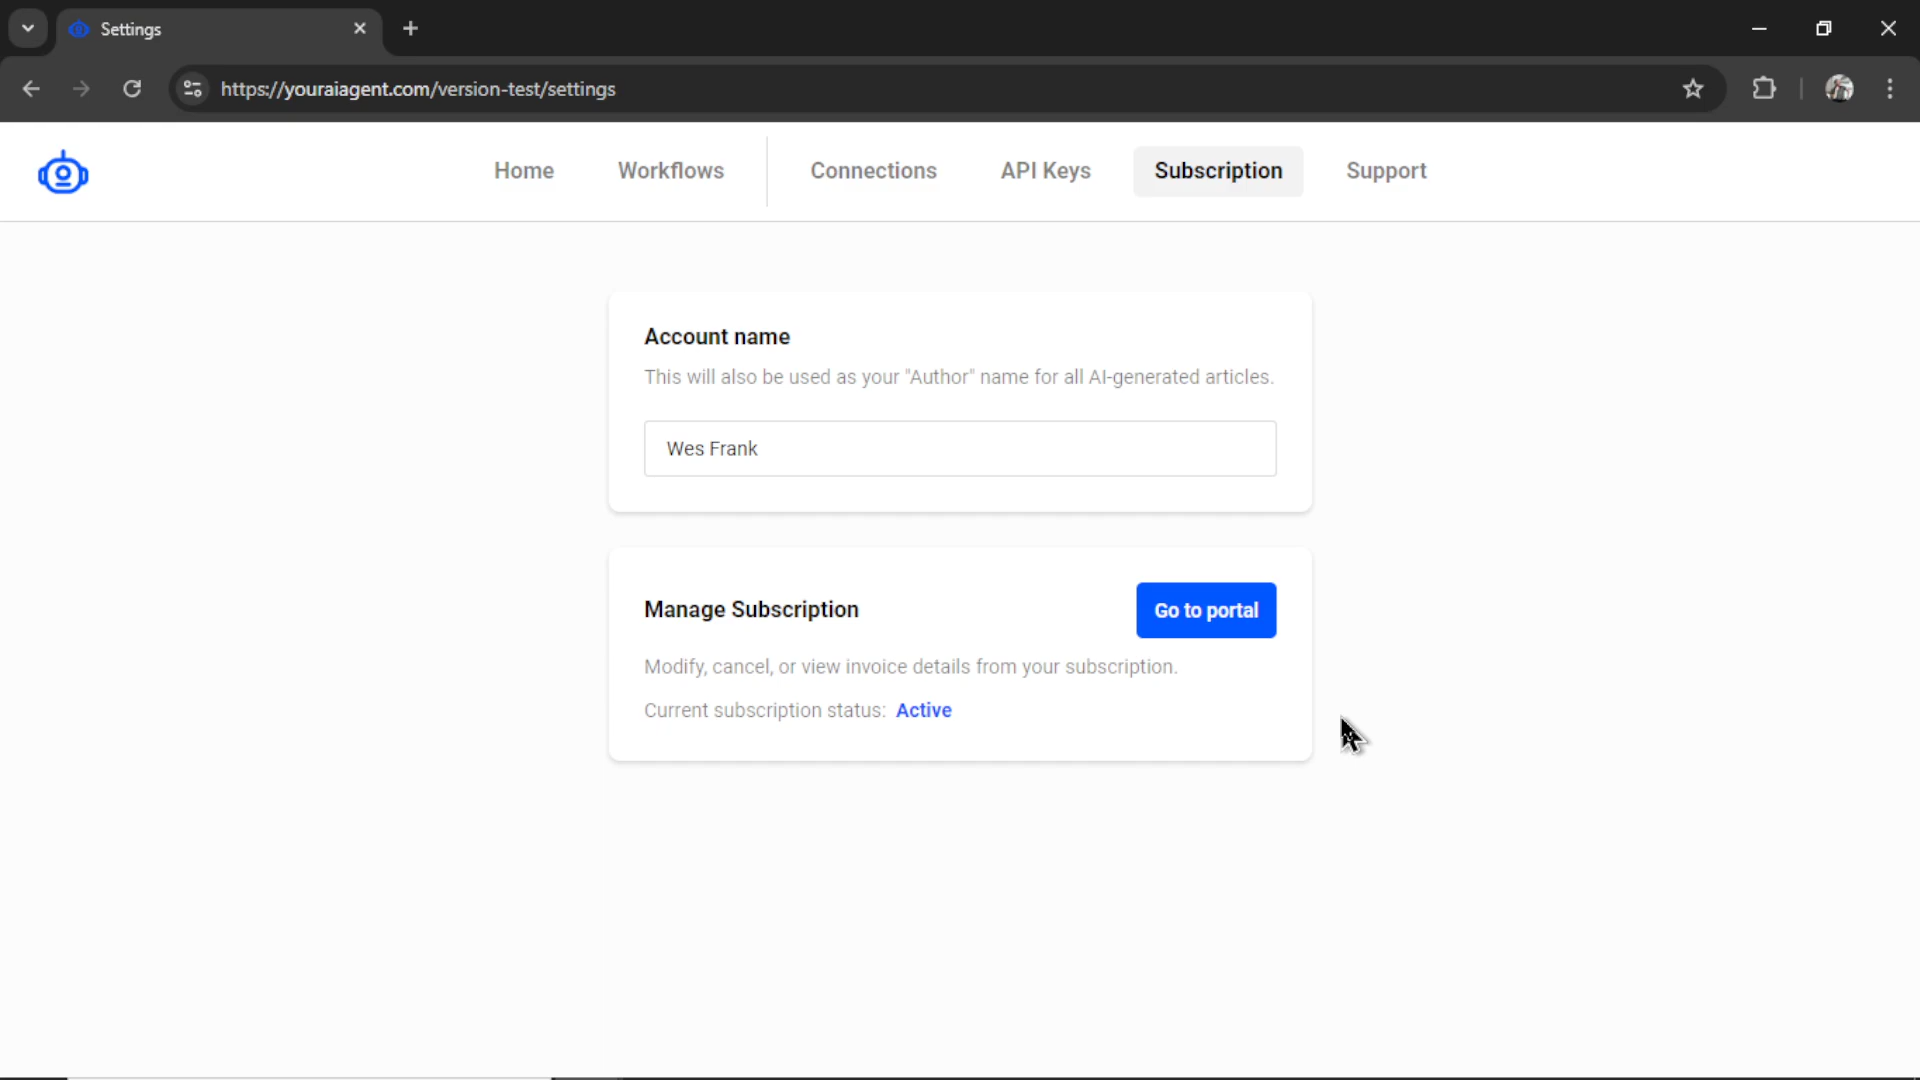 Settings
https://youraiagent.com/version-test/settings
Home Workflows Connections API Keys Subscription Support
Account name
This will also be used as your "Author" name for all AI-generated articles.
Wes Frank
Manage Subscription
Go to portal
Modify, cancel, or view invoice details from your subscription.
Current subscription status: Active